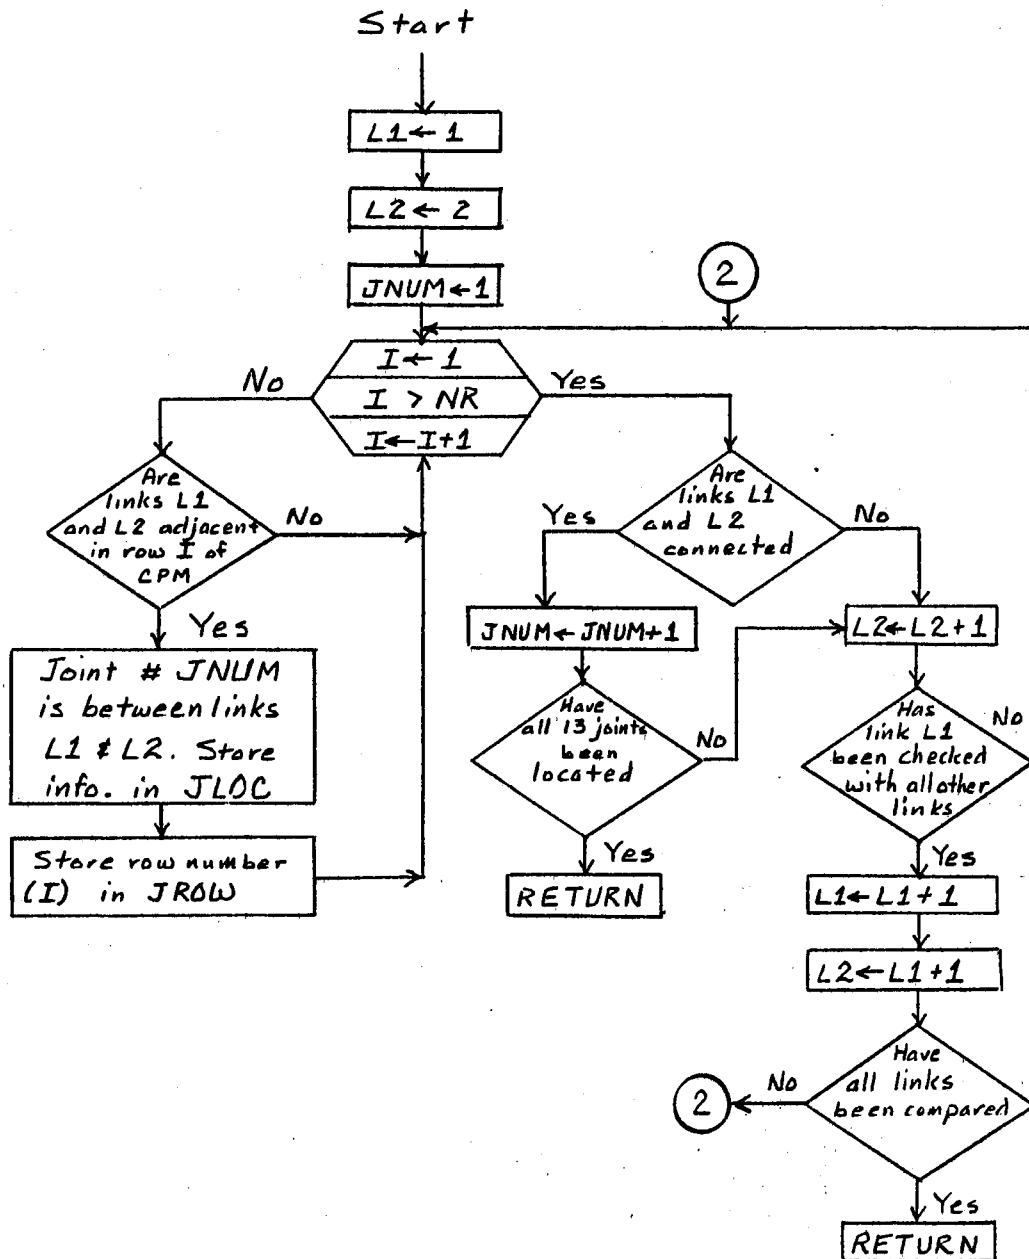 Start
L1←1
L2←2
JNUM←1
2
I←1
I > NR
I←I+1
No
Yes
Are
links L1
and L2 adjacent
in row I of
CPM
No
Yes
Joint # JNUM
is between links
L1 & L2. Store
info. in JLOC
Store row number
(I) in JROW
Are
links L1
and L2
connected
Yes
No
JNUM←JNUM+1
Have
all 13 joints
been
located
No
Yes
RETURN
L2←L2+1
Has
link L1
been checked
with all other
links
No
Yes
L1←L1+1
L2←L1+1
Have
all links
been compared
No
2
Yes
RETURN